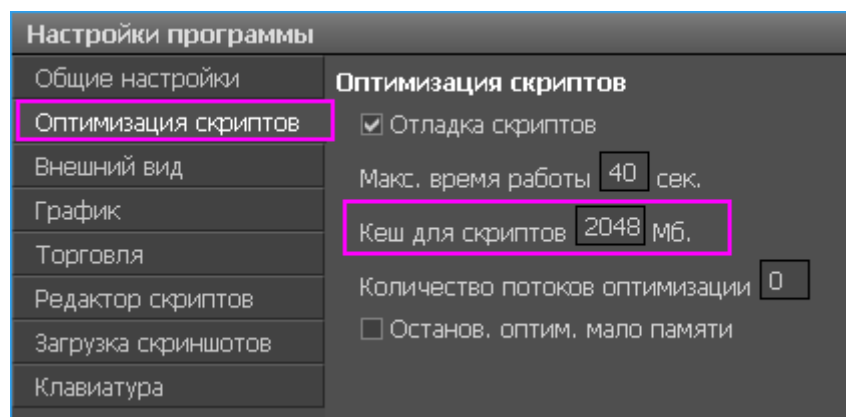 Настройки программы
Общие настройки
Оптимизация скриптов
Внешний вид
График
Торговля
Редактор скриптов
Загрузка скриншотов
Клавиатура
Оптимизация скриптов
Отладка скриптов
Макс. время работы 40 сек.
Кеш для скриптов 2048 Мб.
Количество потоков оптимизации 0
Останов. оптим. мало памяти